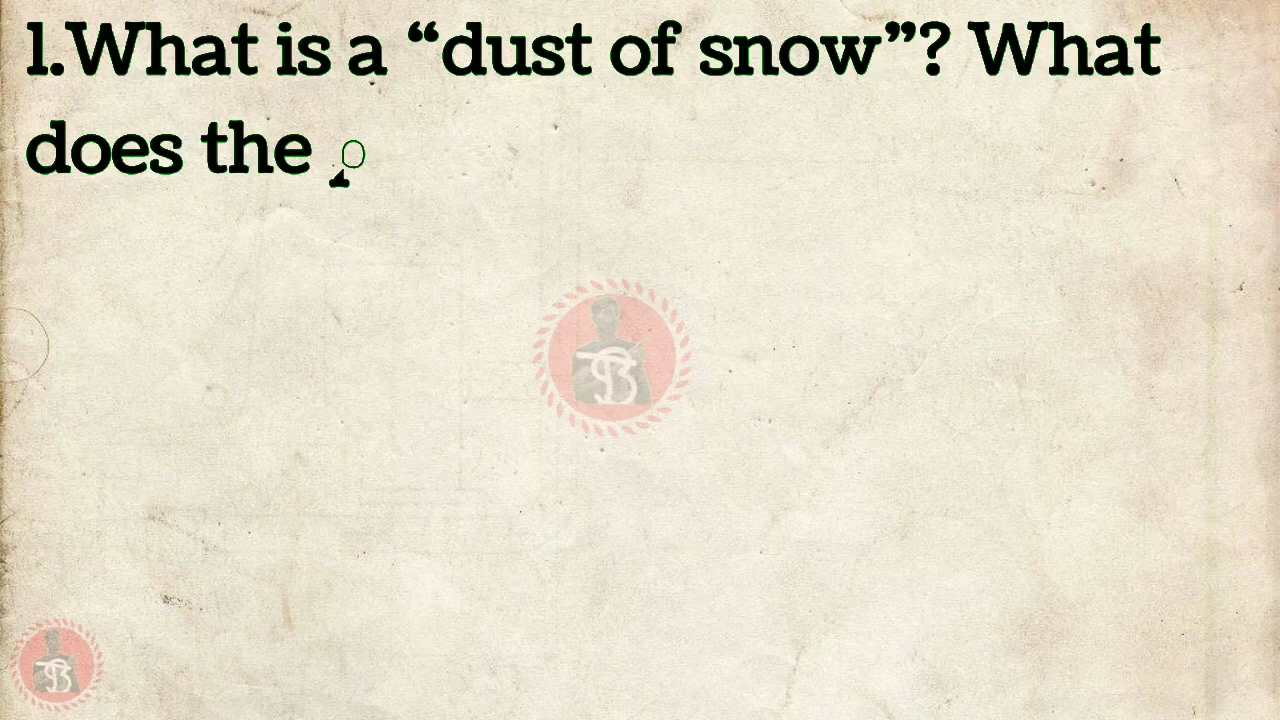 1.What is a “dust of snow”? What
does the